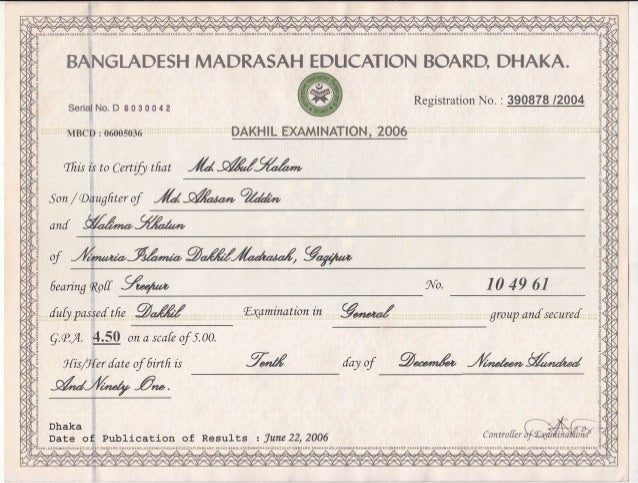 BANGLADESH MADRASAH EDUCATION BOARD, DHAKA.
Serial No. D 6030042
Registration No. : 390878 /2004
MBCD : 06005036
DAKHIL EXAMINATION, 2006
This is to Certify that Md. Abul Kalam
Son / Daughter of Md. Ahasan Uddin
and Halima Khatun
of Nimuria Islamia Dakhil Madrasah, Gazipur
bearing Roll Sreepur No. 10 49 61
duly passed the Dakhil Examination in General group and secured
G.P.A. 4.50 on a scale of 5.00.
His/Her date of birth is Tenth day of December Nineteen Hundred
And Ninety One.
Dhaka
Date of Publication of Results : June 22, 2006
Controller of Examinations